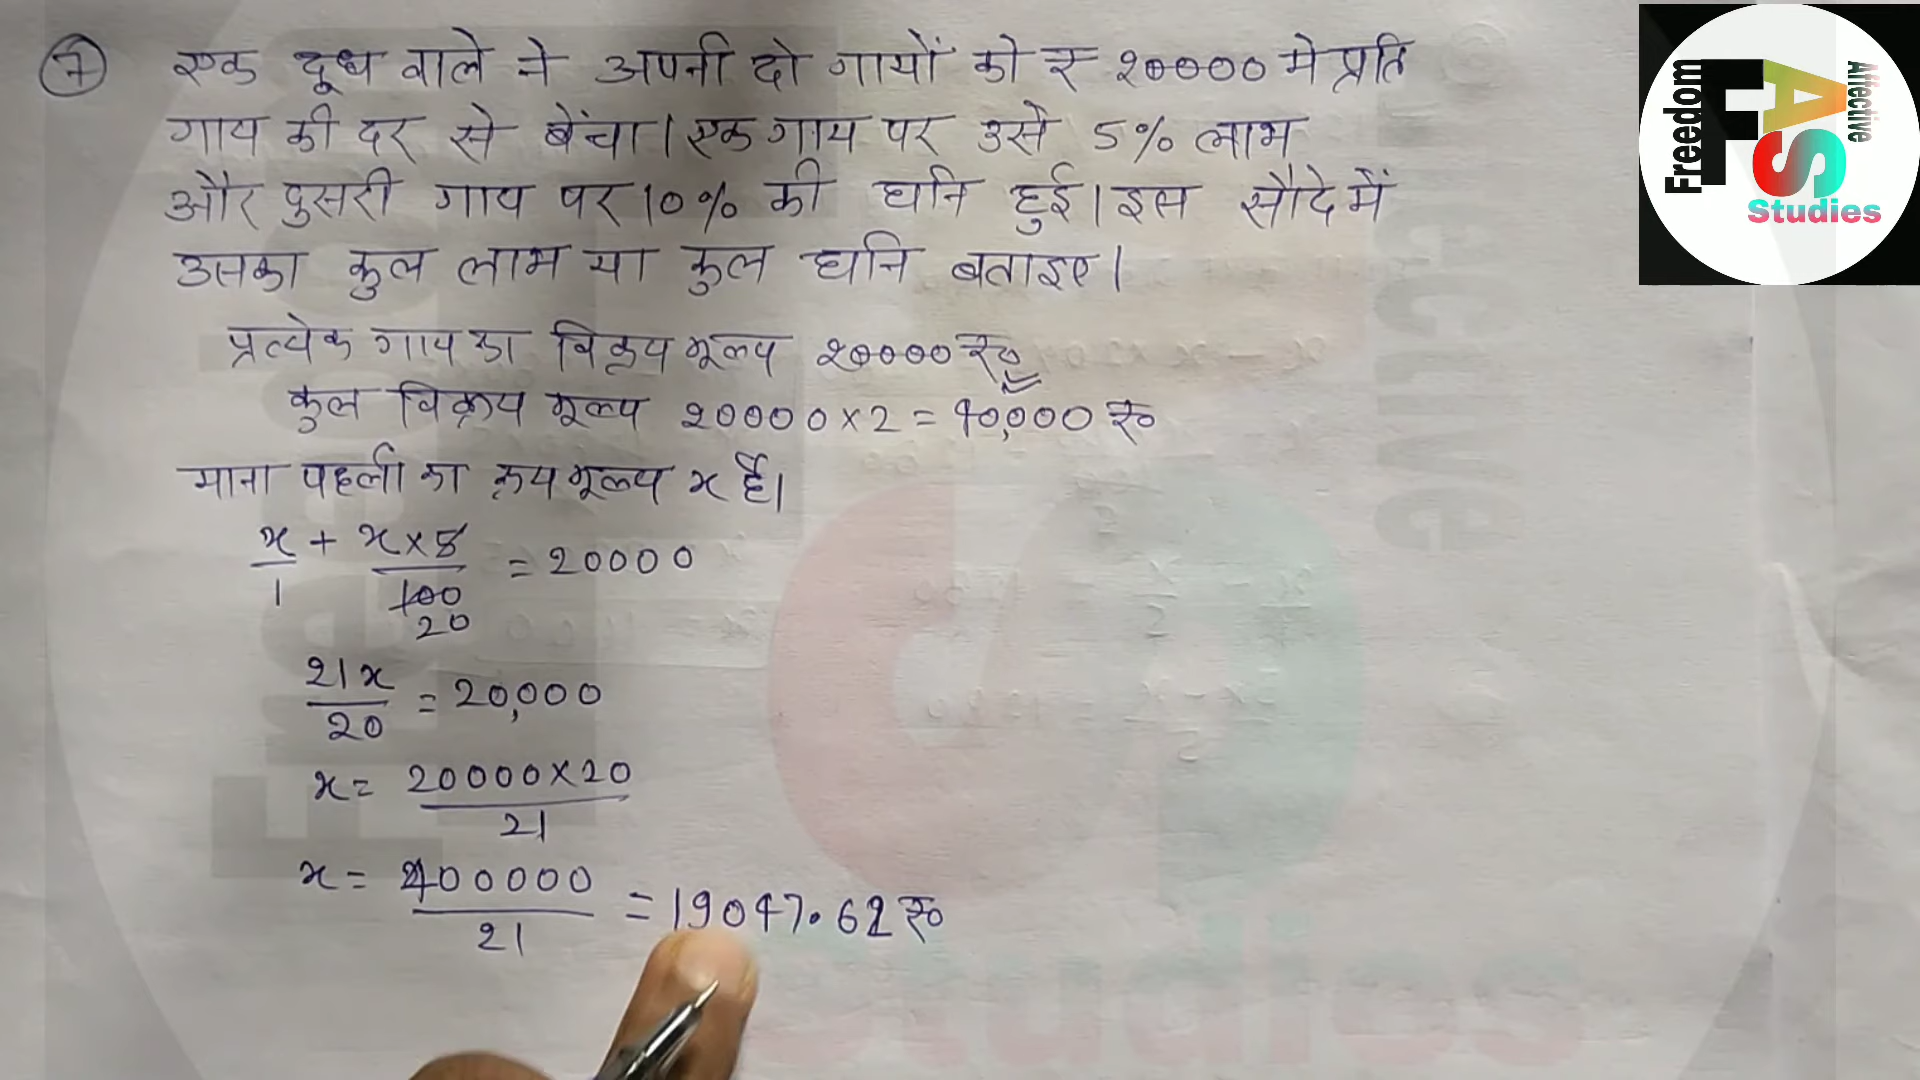 7 एक दूध वाले ने अपनी दो गायों को ₹ 20000 मे प्रति
गाय की दर से बेंचा। एक गाय पर उसे 5% लाभ
और दुसरी गाय पर 10% की हानि हुई। इस सौदे में
उसका कुल लाभ या कुल हानि बताइए।
प्रत्येक गाय का विक्रय मूल्य 20000 रु०
कुल विक्रय मूल्य 20000 × 2 = 40,000 रु०
माना पहली का क्रय मूल्य x है।
x/1 + x×5/100 = 20000
20
21x/20 = 20,000
x = 20000×20/21
x = 400000/21 = 19047.62 रु०
Freedom
FAS
Affective
Studies